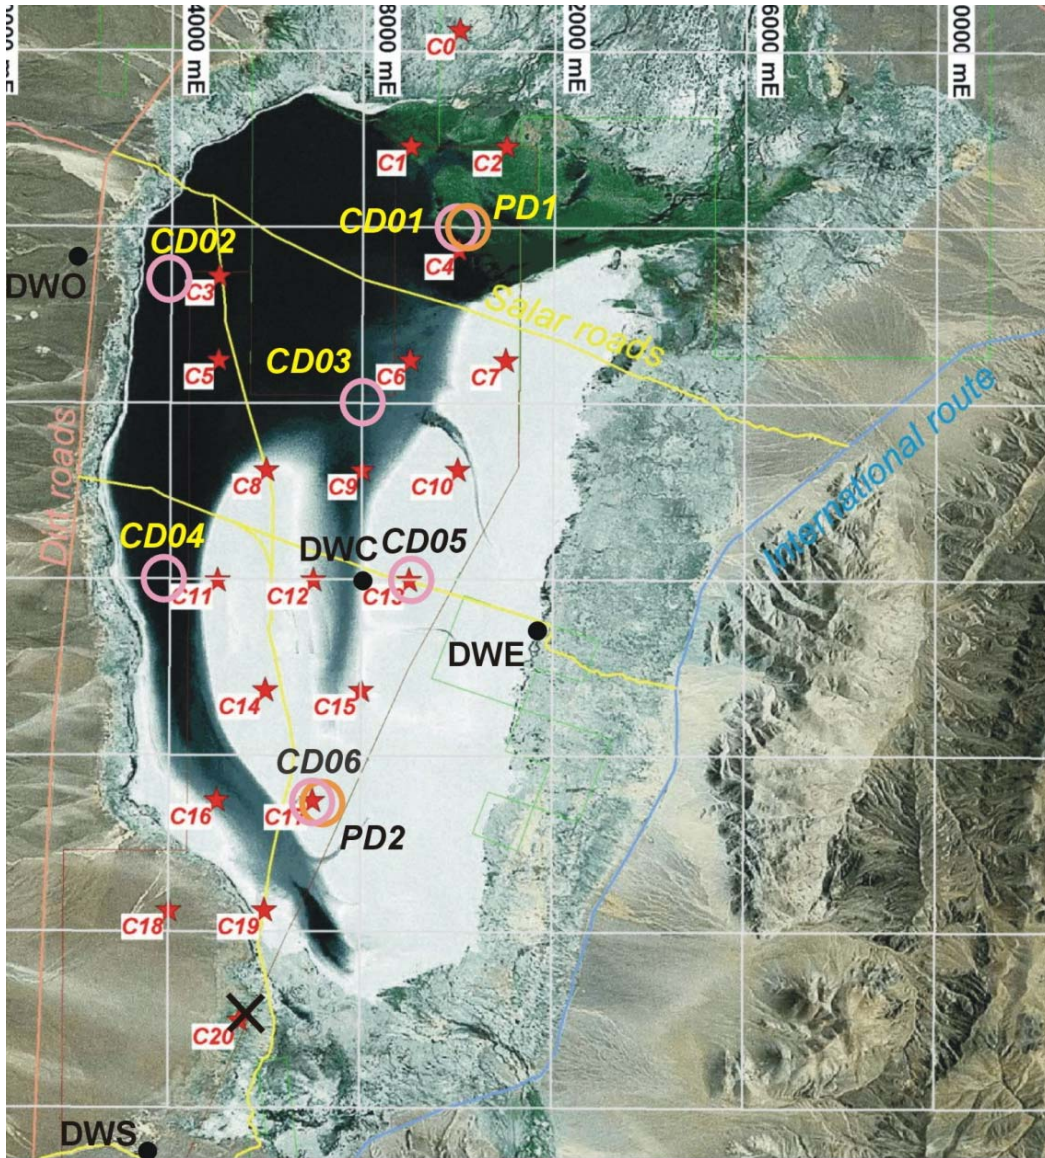 4000 mE
8000 mE
2000 mE
6000 mE
0000 mE
C0
C1
C2
CD01
PD1
CD02
C4
DWO
C3
Salar roads
CD03
C5
C6
C7
International route
Dirt roads
C8
C9
C10
CD04
DWC
CD05
C11
C12
C13
DWE
C14
C15
CD06
C16
C17
PD2
C18
C19
C20
DWS